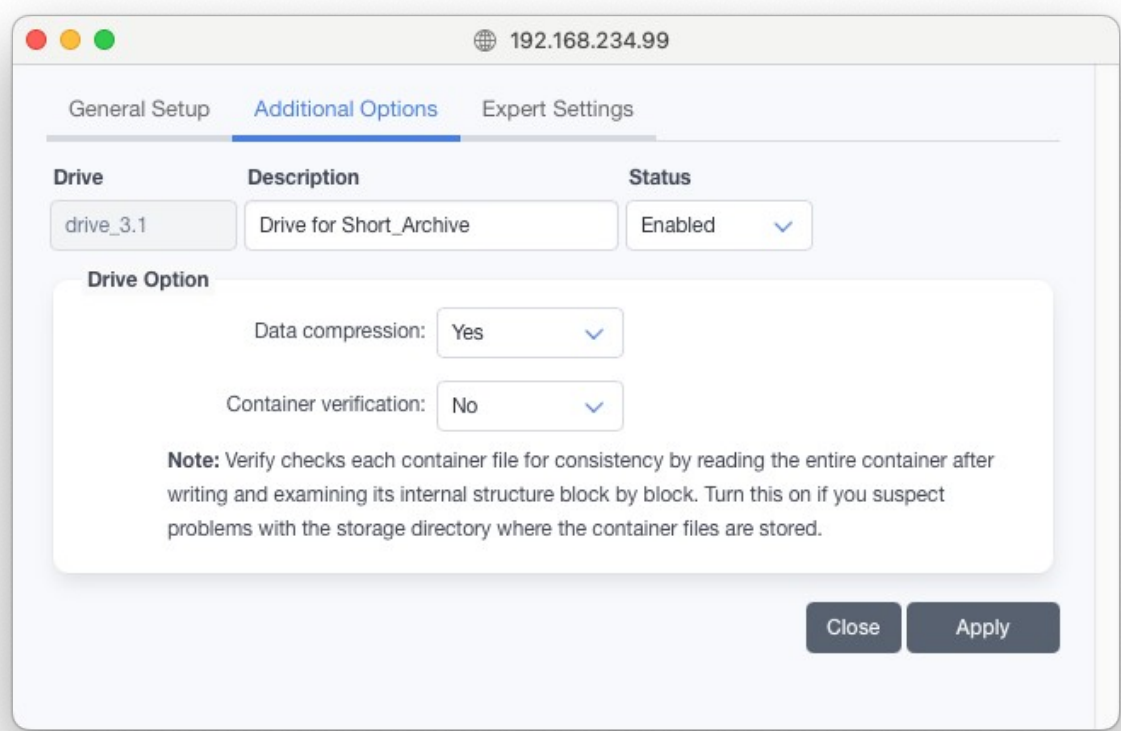 192.168.234.99
General Setup Additional Options Expert Settings
Drive Description Status
drive_3.1 Drive for Short_Archive Enabled
Drive Option
Data compression: Yes
Container verification: No
Note: Verify checks each container file for consistency by reading the entire container after
writing and examining its internal structure block by block. Turn this on if you suspect
problems with the storage directory where the container files are stored.
Close Apply